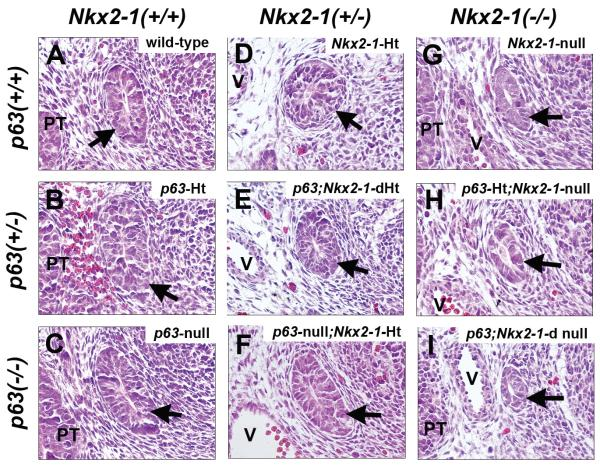 Nkx2-1(+/+) Nkx2-1(+/-) Nkx2-1(-/-)
p63(+/+)
A wild-type
PT
D Nkx2-1-Ht
V
G Nkx2-1-null
PT V
p63(+/-)
B p63-Ht
PT
E p63;Nkx2-1-dHt
V
H p63-Ht;Nkx2-1-null
V
p63(-/-)
C p63-null
PT
F p63-null;Nkx2-1-Ht
V
I p63;Nkx2-1-d null
V
PT